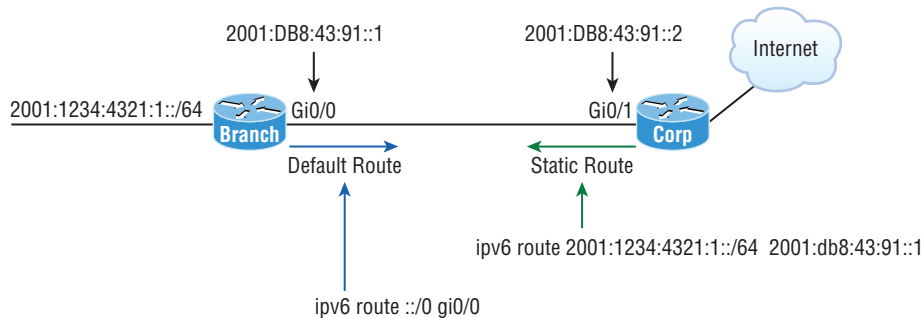 2001:DB8:43:91::1
2001:DB8:43:91::2
Internet
2001:1234:4321:1::/64
Gi0/0
Gi0/1
Branch
Corp
Default Route
Static Route
ipv6 route 2001:1234:4321:1::/64 2001:db8:43:91::1
ipv6 route ::/0 gi0/0